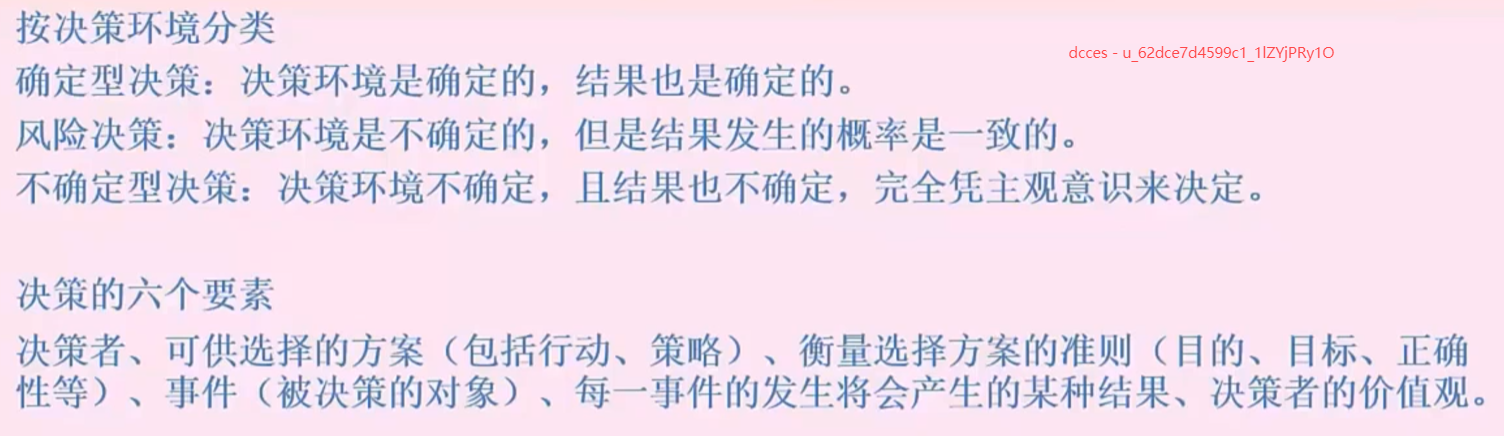 按决策环境分类
dcces - u_62dce7d4599c1_1lZYjPRy1O
确定型决策：决策环境是确定的，结果也是确定的。
风险决策：决策环境是不确定的，但是结果发生的概率是一致的。
不确定型决策：决策环境不确定，且结果也不确定，完全凭主观意识来决定。
决策的六个要素
决策者、可供选择的方案（包括行动、策略）、衡量选择方案的准则（目的、目标、正确
性等）、事件（被决策的对象）、每一事件的发生将会产生的某种结果、决策者的价值观。